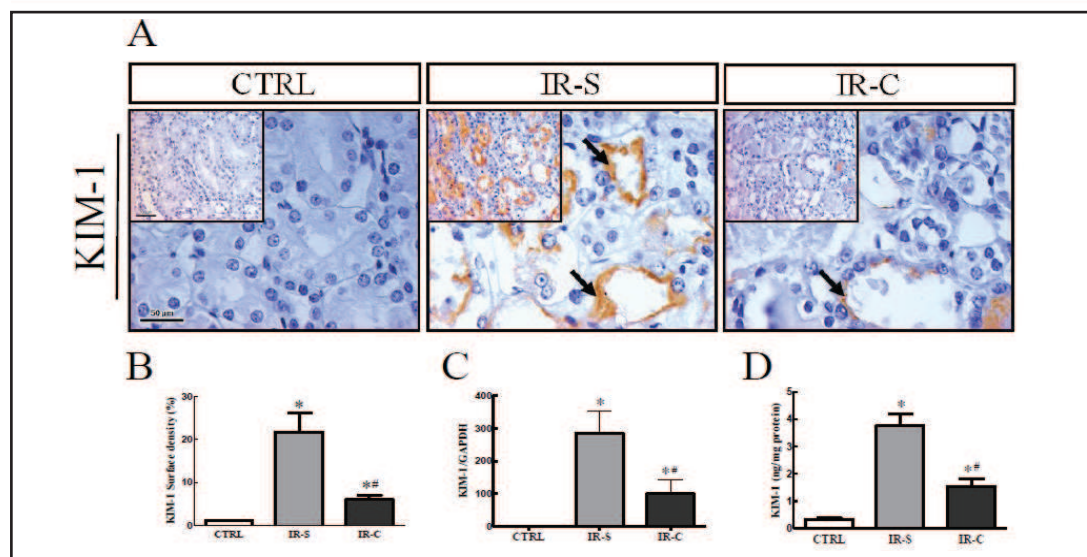 A
CTRL
IR-S
IR-C
KIM-1
50 µm
B
KIM-1 Surface density (%)
30
20
10
0
*
*#
CTRL
IR-S
IR-C
C
KIM-1/GAPDH
400
300
200
100
0
*
*#
CTRL
IR-S
IR-C
D
KIM-1 (ng/mg protein)
5
4
3
2
1
0
*
*#
CTRL
IR-S
IR-C